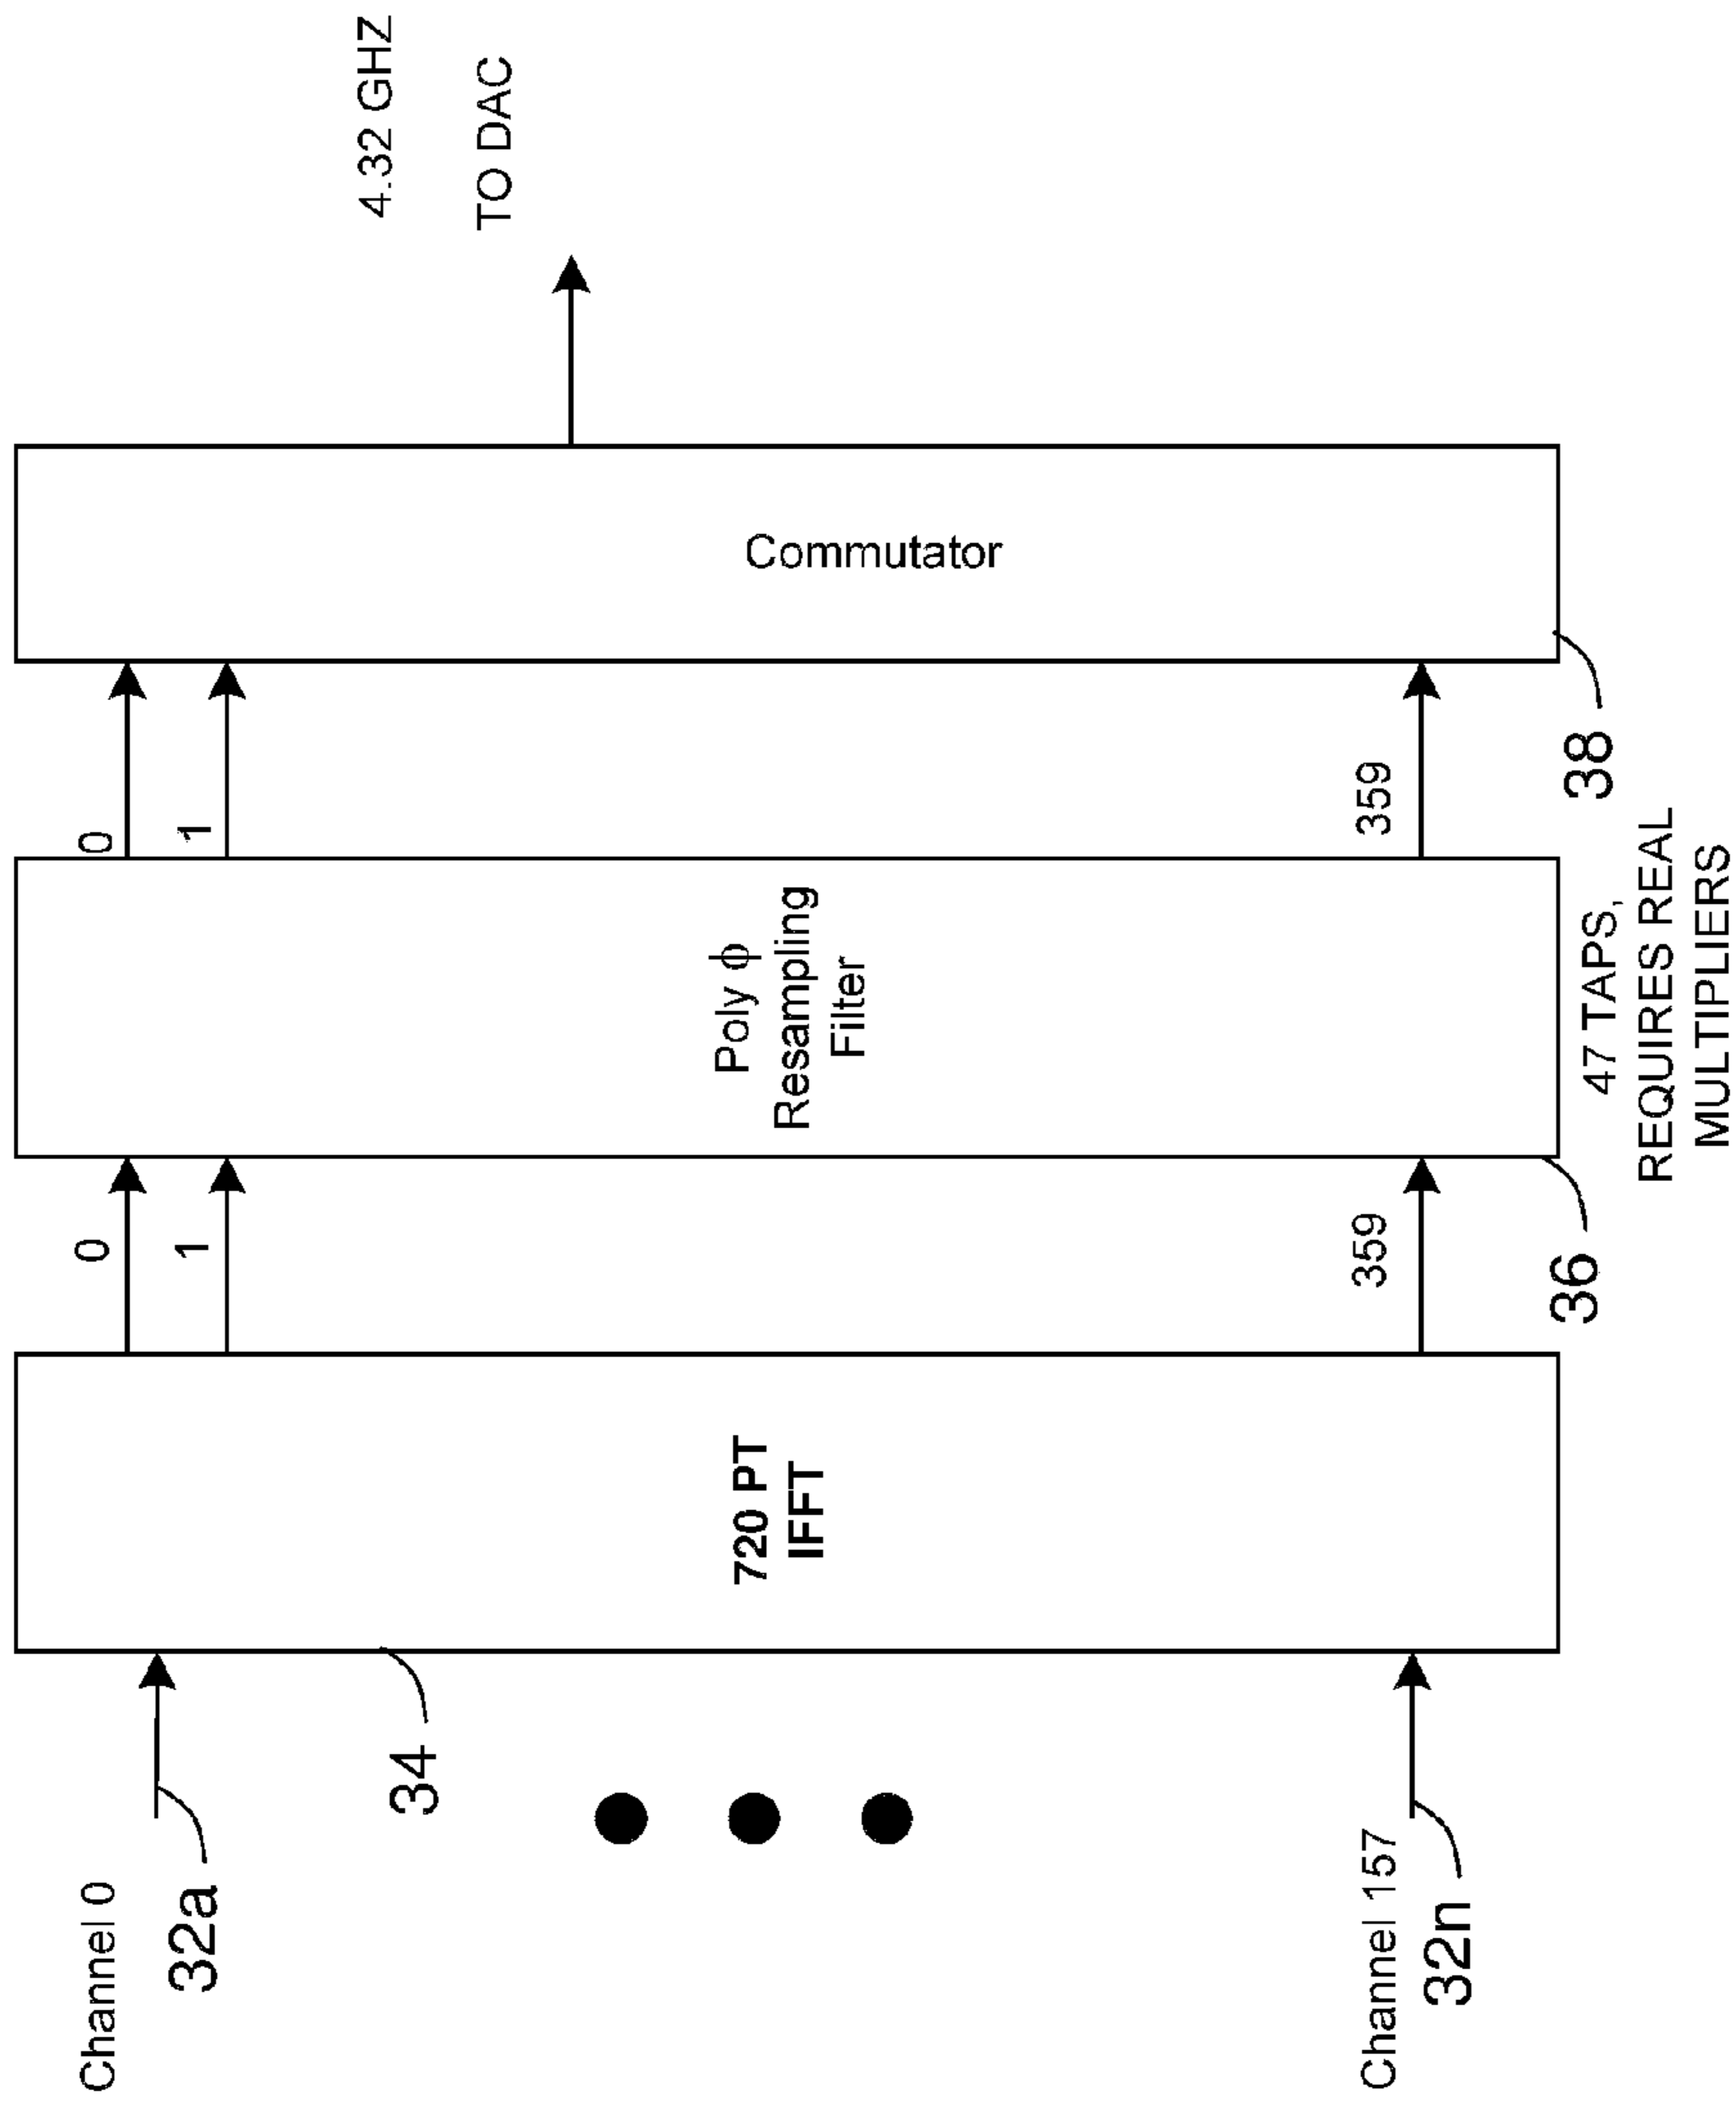 Channel 0
32a
Channel 157
32n
34
720 PT
IFFT
0
1
359
36
Poly ϕ
Resampling
Filter
47 TAPS,
REQUIRES REAL
MULTIPLIERS
0
1
359
38
Commutator
4.32 GHZ
TO DAC